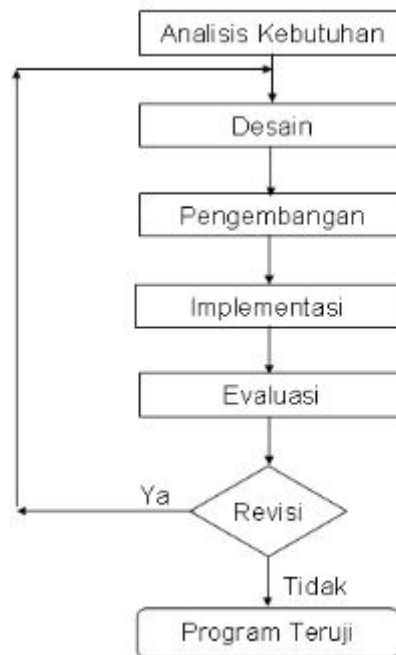 Analisis Kebutuhan
Desain
Pengembangan
Implementasi
Evaluasi
Ya
Revisi
Tidak
Program Teruji